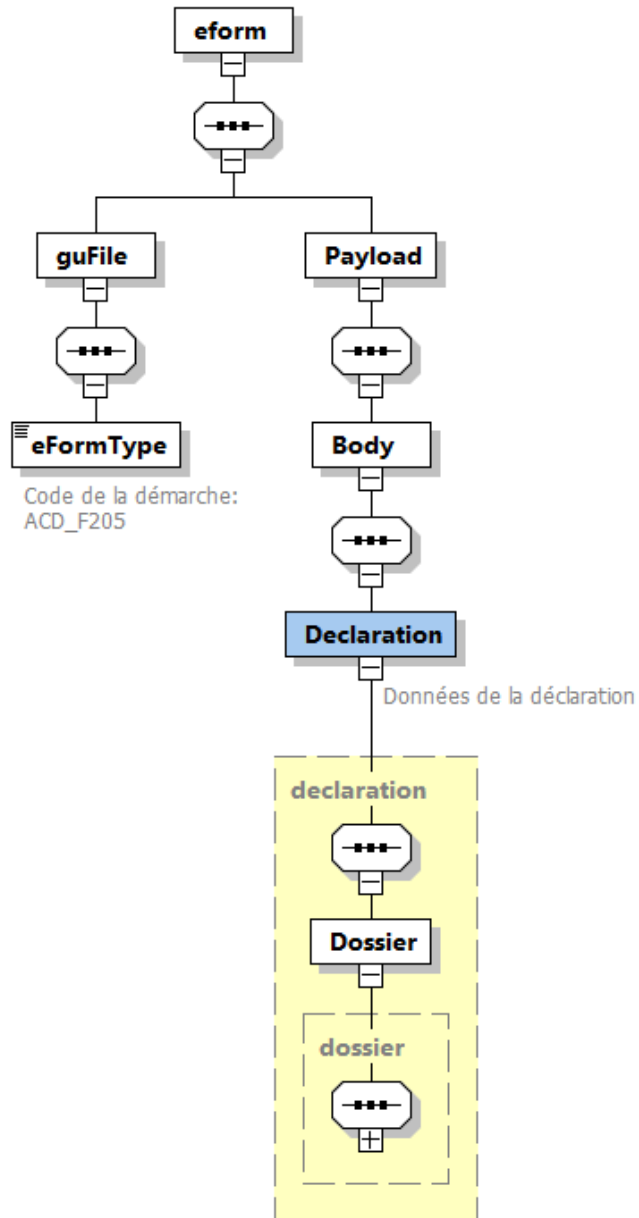 eform
guFile
Payload
eFormType
Body
Code de la démarche:
ACD_F205
Declaration
Données de la déclaration
declaration
Dossier
dossier